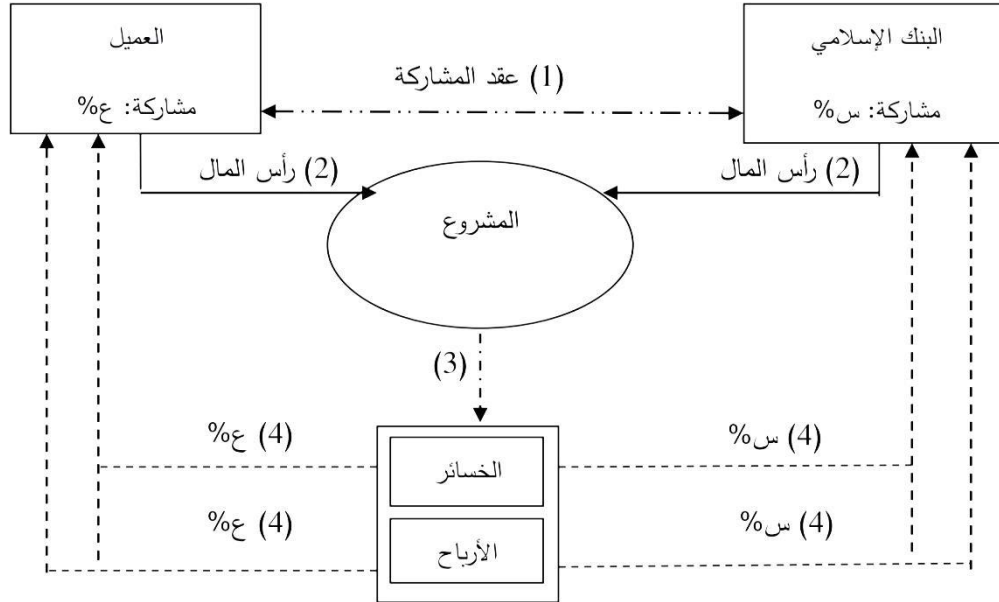 البنك الإسلامي
مشاركة: س%
العميل
مشاركة: ع%
(1) عقد المشاركة
(2) رأس المال
(2) رأس المال
المشروع
(3)
(4) س%
(4) ع%
الخسائر
(4) س%
(4) ع%
الأرباح